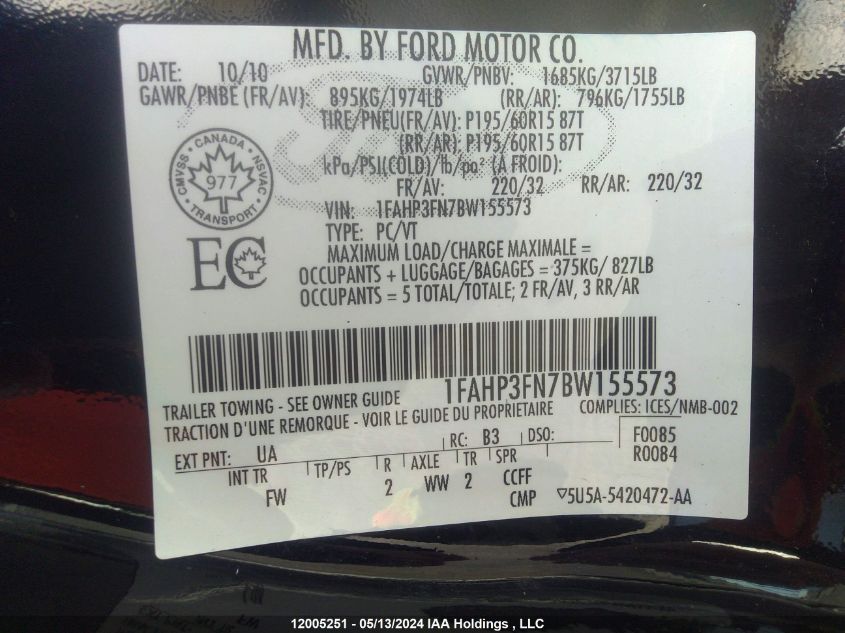 MFD. BY FORD MOTOR CO.
DATE: 10/10 GVWR/PNBV: 1685KG/3715LB
GAWR/PNBE (FR/AV): 895KG/1974LB (RR/AR): 796KG/1755LB
TIRE/PNEU(FR/AV): P195/60R15 87T
(RR/AR): P195/60R15 87T
kPa/PSI(COLD)/lb/po² (À FROID):
FR/AV: 220/32 RR/AR: 220/32
VIN: 1FAHP3FN7BW155573
TYPE: PC/VT
MAXIMUM LOAD/CHARGE MAXIMALE =
OCCUPANTS + LUGGAGE/BAGAGES = 375KG/ 827LB
OCCUPANTS = 5 TOTAL/TOTALE; 2 FR/AV, 3 RR/AR
CANADA
CMVSS
NSVAC
977
TRANSPORT
EC
1FAHP3FN7BW155573
TRAILER TOWING - SEE OWNER GUIDE COMPLIES: ICES/NMB-002
TRACTION D'UNE REMORQUE - VOIR LE GUIDE DU PROPRIETAIRE
EXT PNT: UA RC: B3 DSO: F0085
R0084
INT TR TP/PS R AXLE TR SPR
FW 2 WW 2 CCFF
CMP ▽5U5A-5420472-AA
12005251 - 05/13/2024 IAA Holdings , LLC